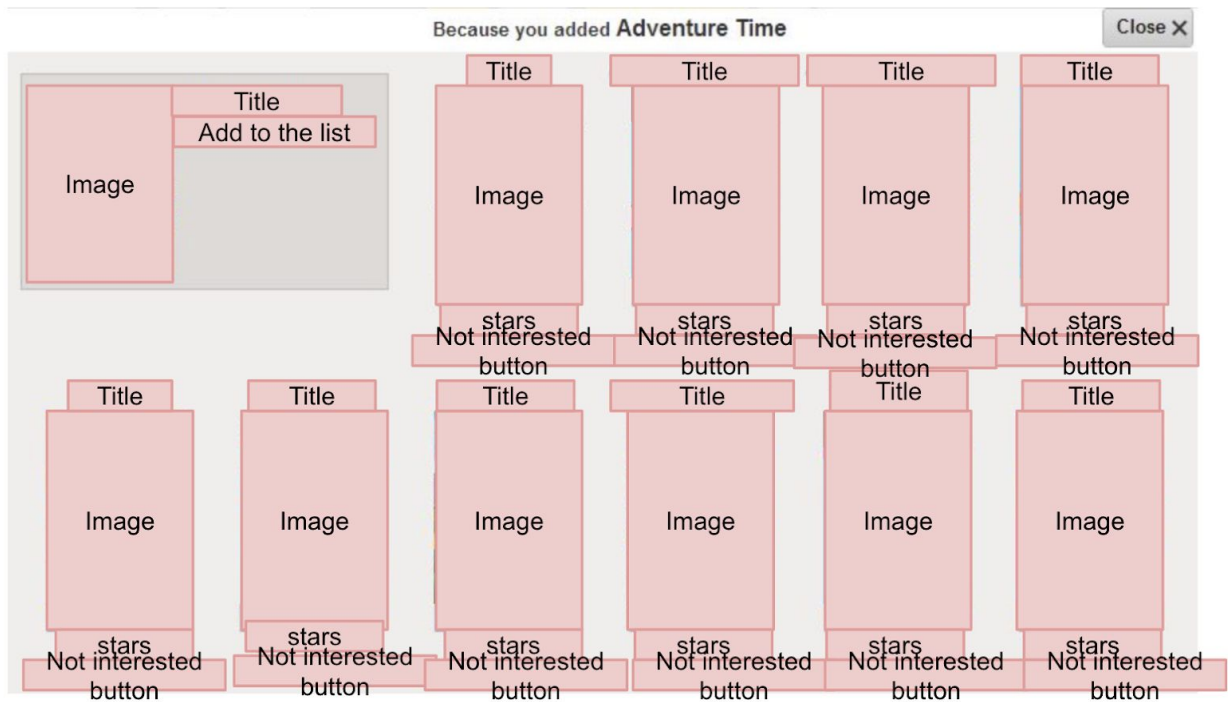 Because you added Adventure Time
Close X
Title
Add to the list
Image
Title
Image
stars
Not interested
button
Title
Image
stars
Not interested
button
Title
Image
stars
Not interested
button
Title
Image
stars
Not interested
button
Title
Image
stars
Not interested
button
Title
Image
stars
Not interested
button
Title
Image
stars
Not interested
button
Title
Image
stars
Not interested
button
Title
Image
stars
Not interested
button
Title
Image
stars
Not interested
button